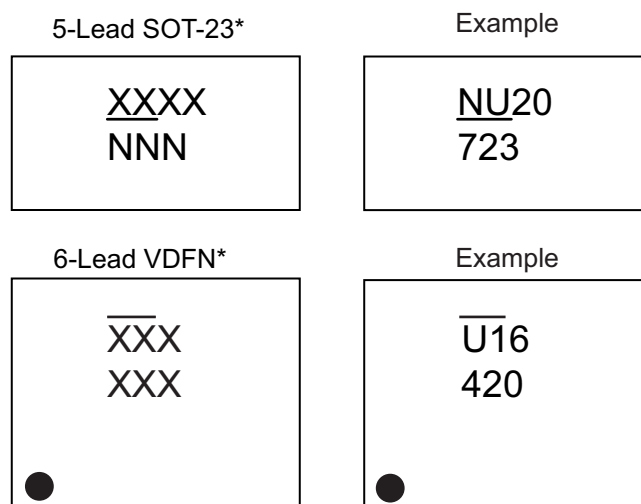 5-Lead SOT-23*
Example
XXXX
NNN
NU20
723
6-Lead VDFN*
Example
XXX
XXX
U16
420